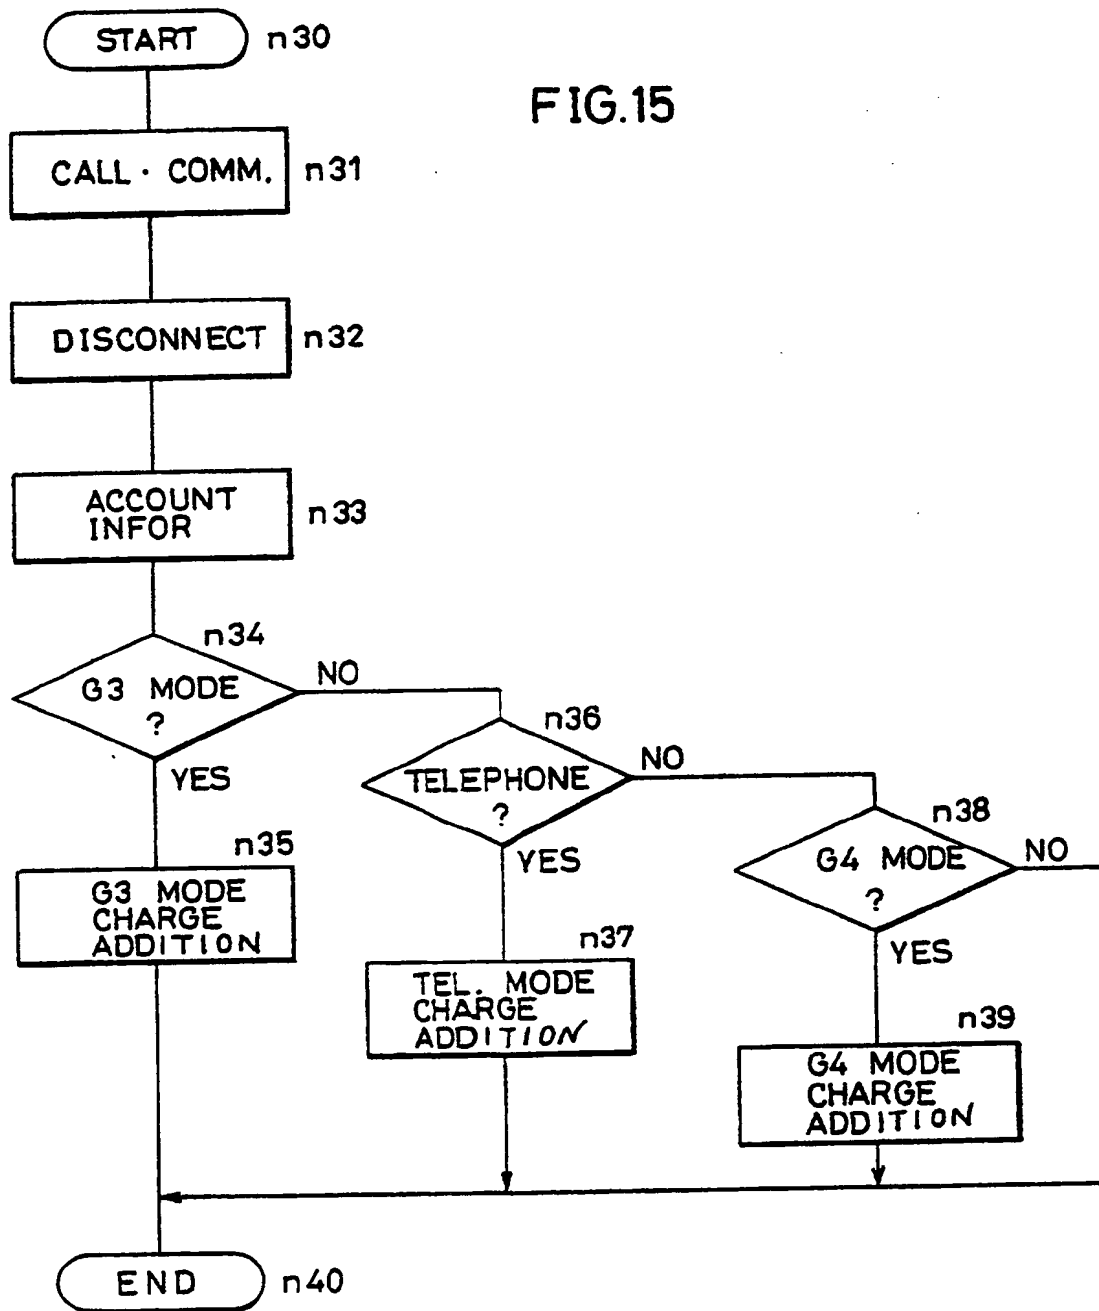 START n30
FIG.15
CALL · COMM. n31
DISCONNECT n32
ACCOUNT
INFOR
n33
n34
G3 MODE
?
NO
YES
n35
G3 MODE
CHARGE
ADDITION
n36
TELEPHONE
?
NO
YES
n37
TEL. MODE
CHARGE
ADDITION
n38
G4 MODE
?
NO
YES
n39
G4 MODE
CHARGE
ADDITION
END n40